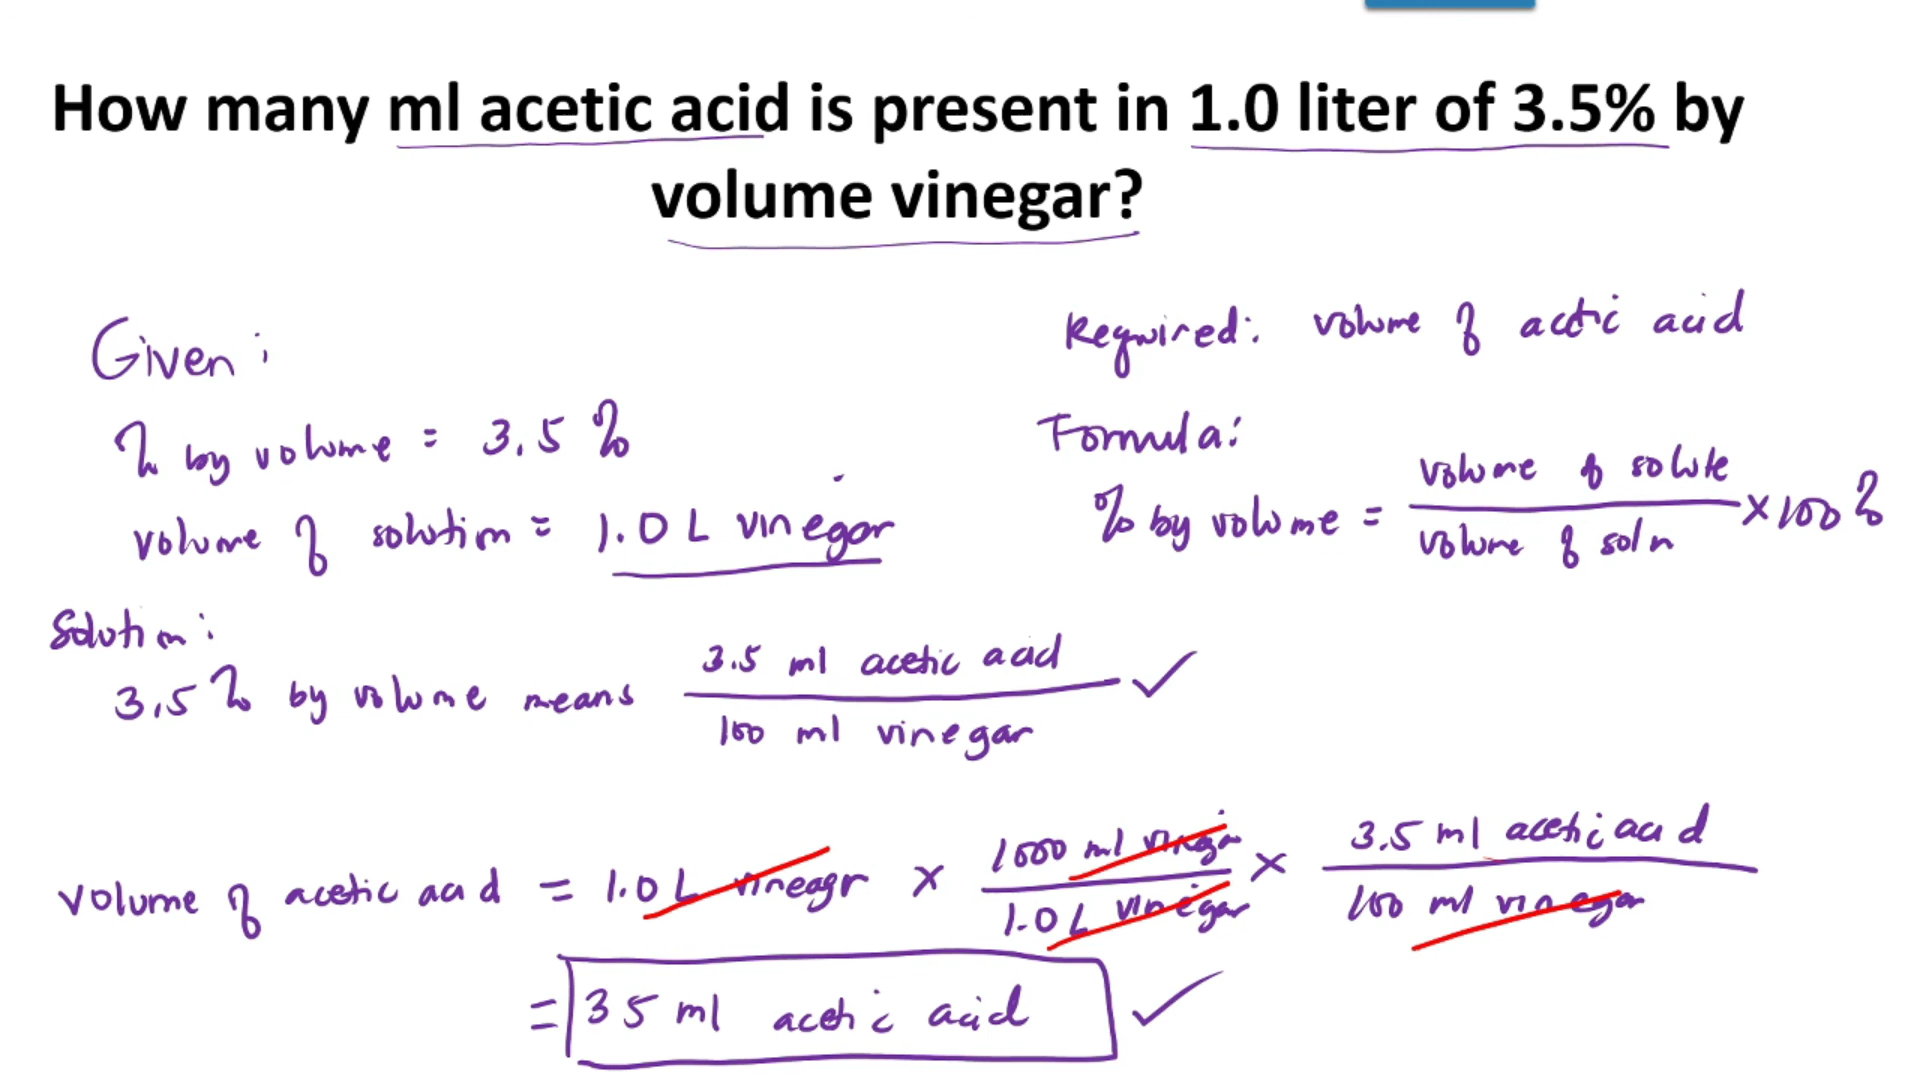 How many ml acetic acid is present in 1.0 liter of 3.5% by
volume vinegar?
Given:
% by volume = 3.5 %
volume of solution = 1.0 L vinegar
Required: volume of actic acid
Formula:
% by volume = volume of solute / volume of soln × 100 %
Solution:
3.5 % by volume means 3.5 ml acetic acid / 100 ml vinegar ✓
volume of acetic acid = 1.0 L vineagr × 1000 ml vinegar / 1.0 L vinegar × 3.5 ml acetic acid / 100 ml vinegar
= 35 ml acetic acid ✓